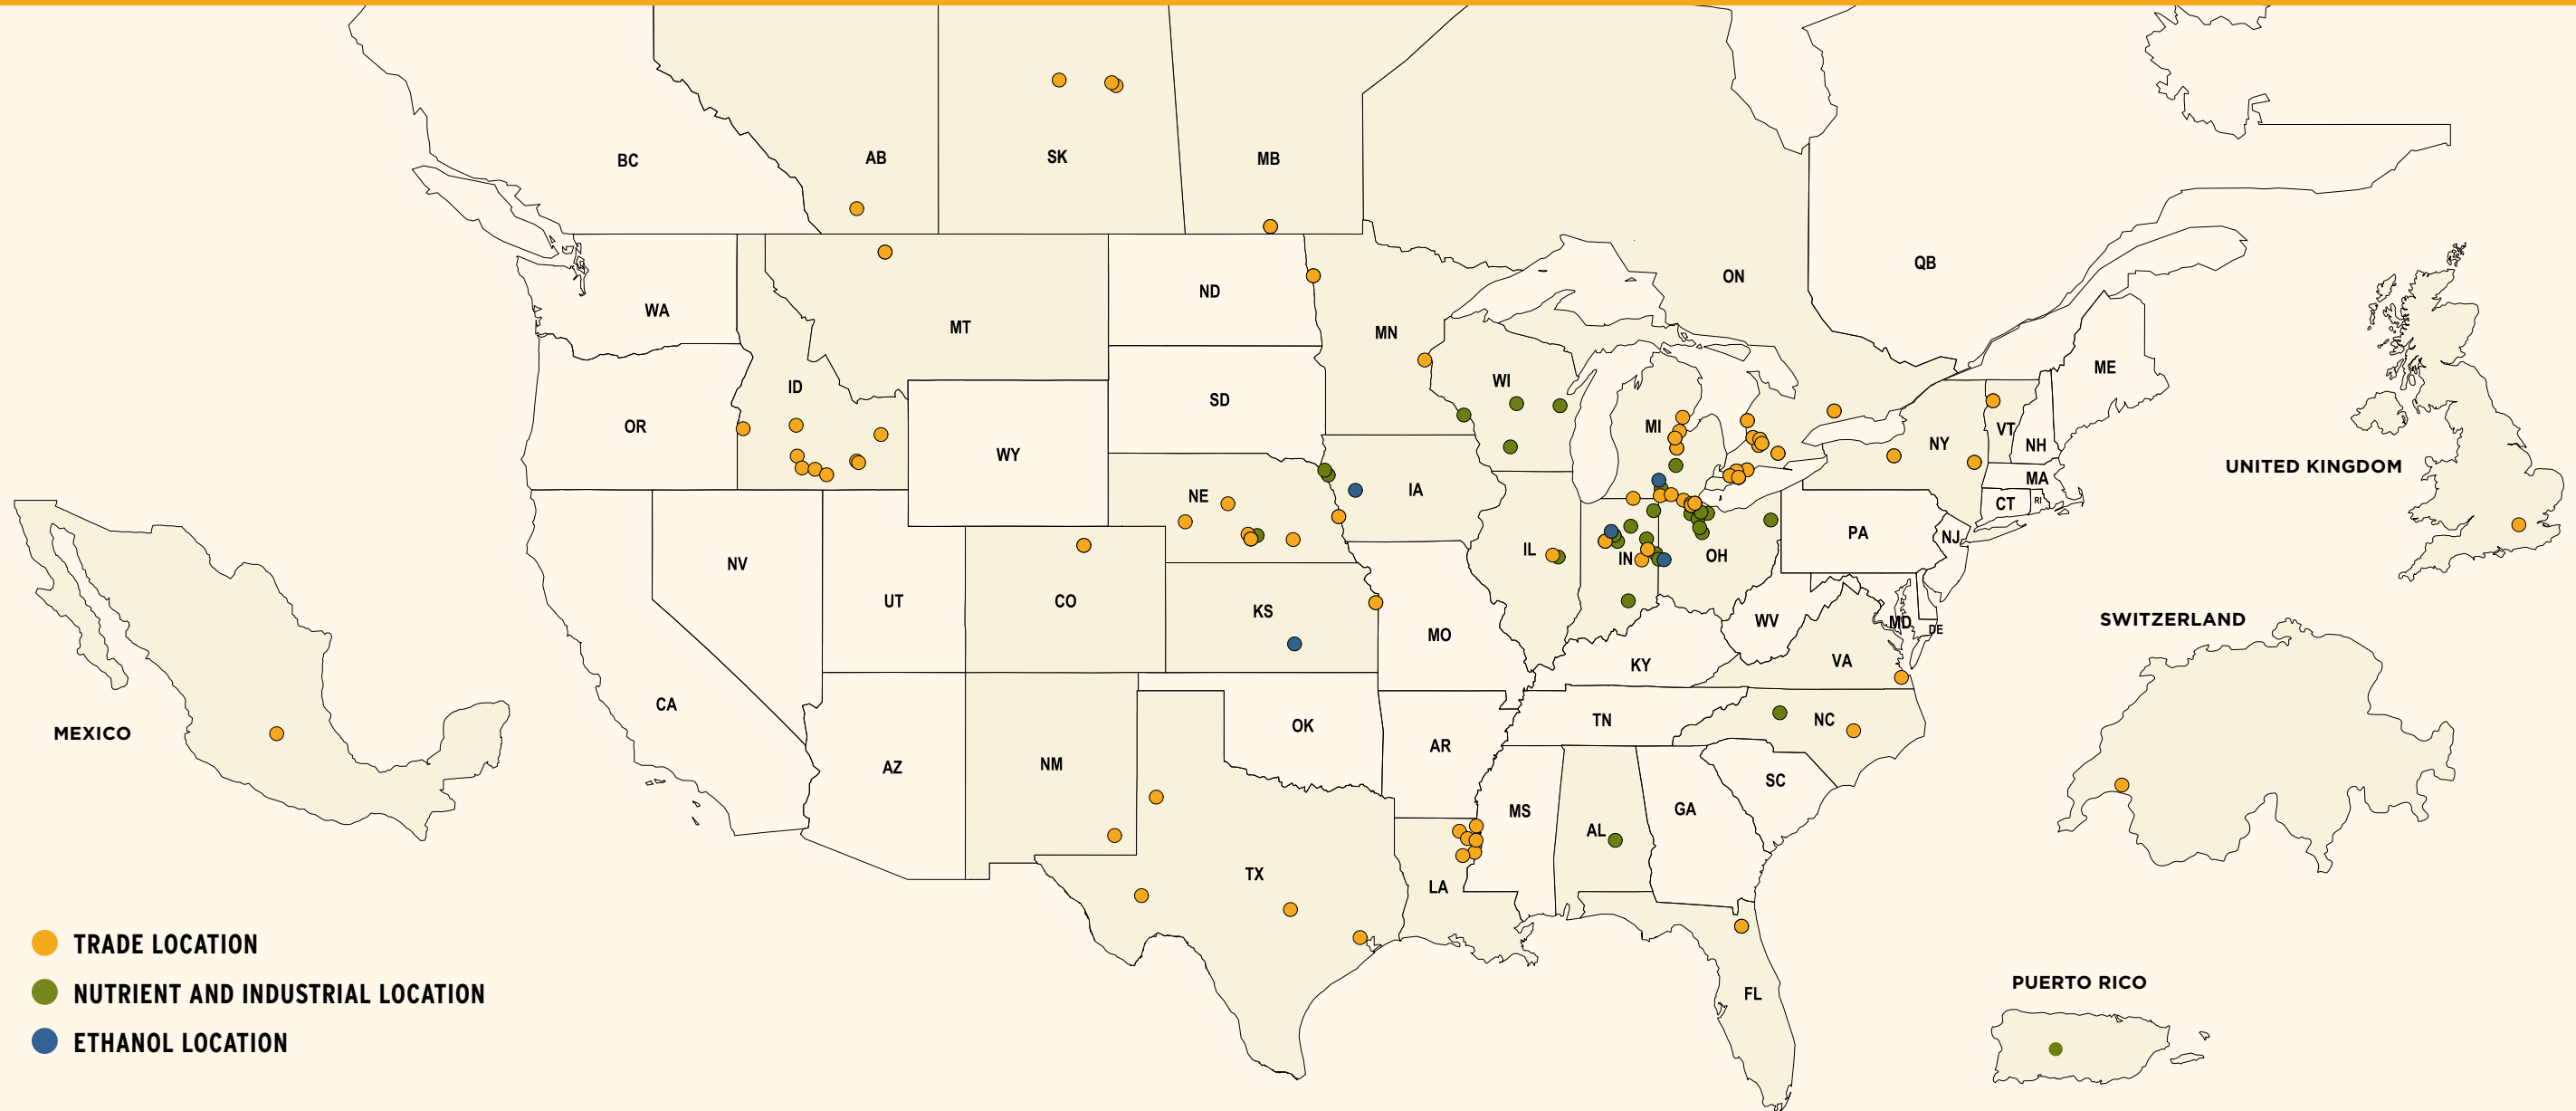 BC
AB
SK
MB
ON
QB
WA
MT
ND
MN
ID
OR
WY
SD
WI
MI
NY
VT
NH
ME
MA
CT
RI
NE
IA
IL
IN
OH
PA
NJ
NV
UT
CO
KS
MO
KY
WV
MD
DE
VA
CA
AZ
NM
OK
AR
TN
NC
SC
MS
AL
GA
TX
LA
FL
MEXICO
UNITED KINGDOM
SWITZERLAND
PUERTO RICO
TRADE LOCATION
NUTRIENT AND INDUSTRIAL LOCATION
ETHANOL LOCATION